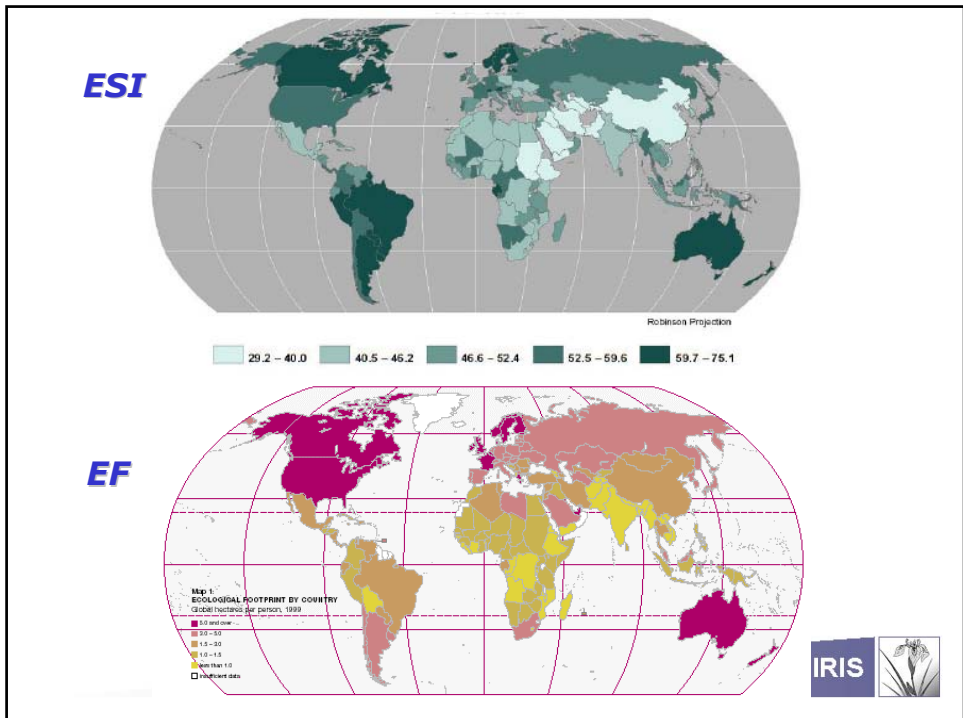 ESI
Robinson Projection
29.2 – 40.0 40.5 – 46.2 46.6 – 52.4 52.5 – 59.6 59.7 – 75.1
EF
Map 1:
ECOLOGICAL FOOTPRINT BY COUNTRY
Global hectares per person, 1999
5.0 and over
3.0 – 5.0
1.5 – 3.0
1.0 – 1.5
less than 1.0
Insufficient data
IRIS